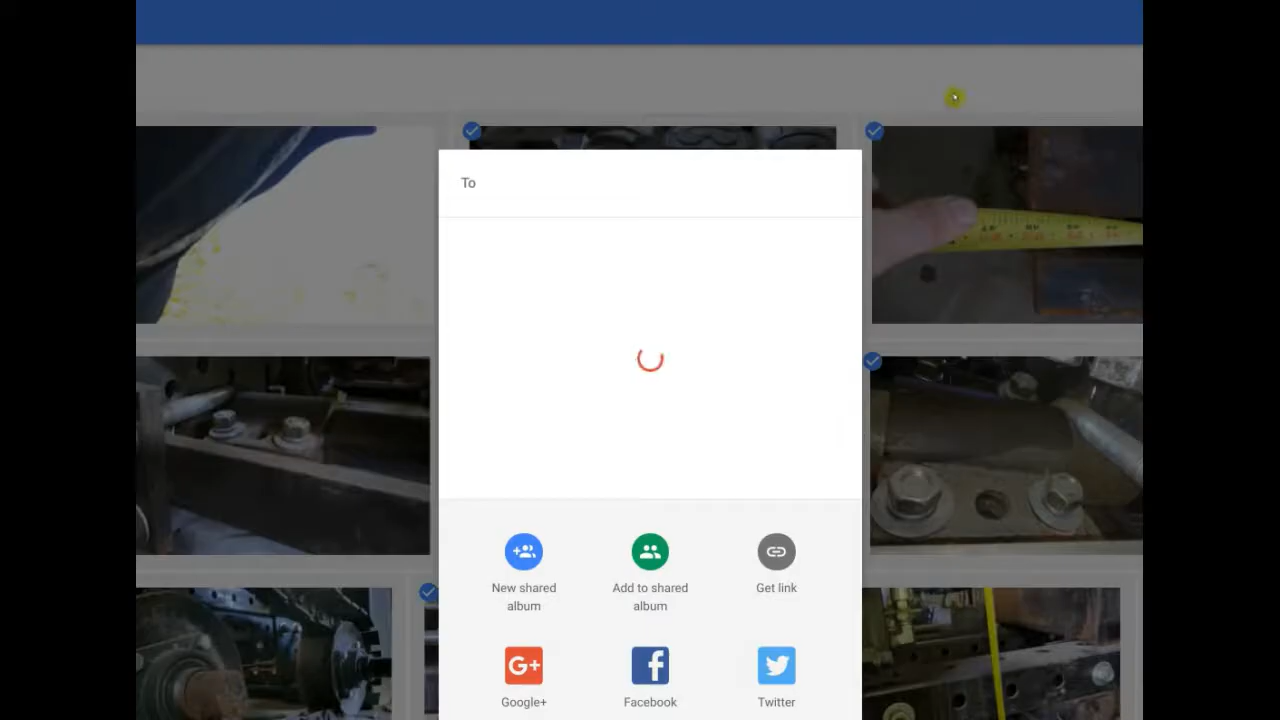 To
New shared
album
Add to shared
album
Get link
G+
Google+
Facebook
Twitter